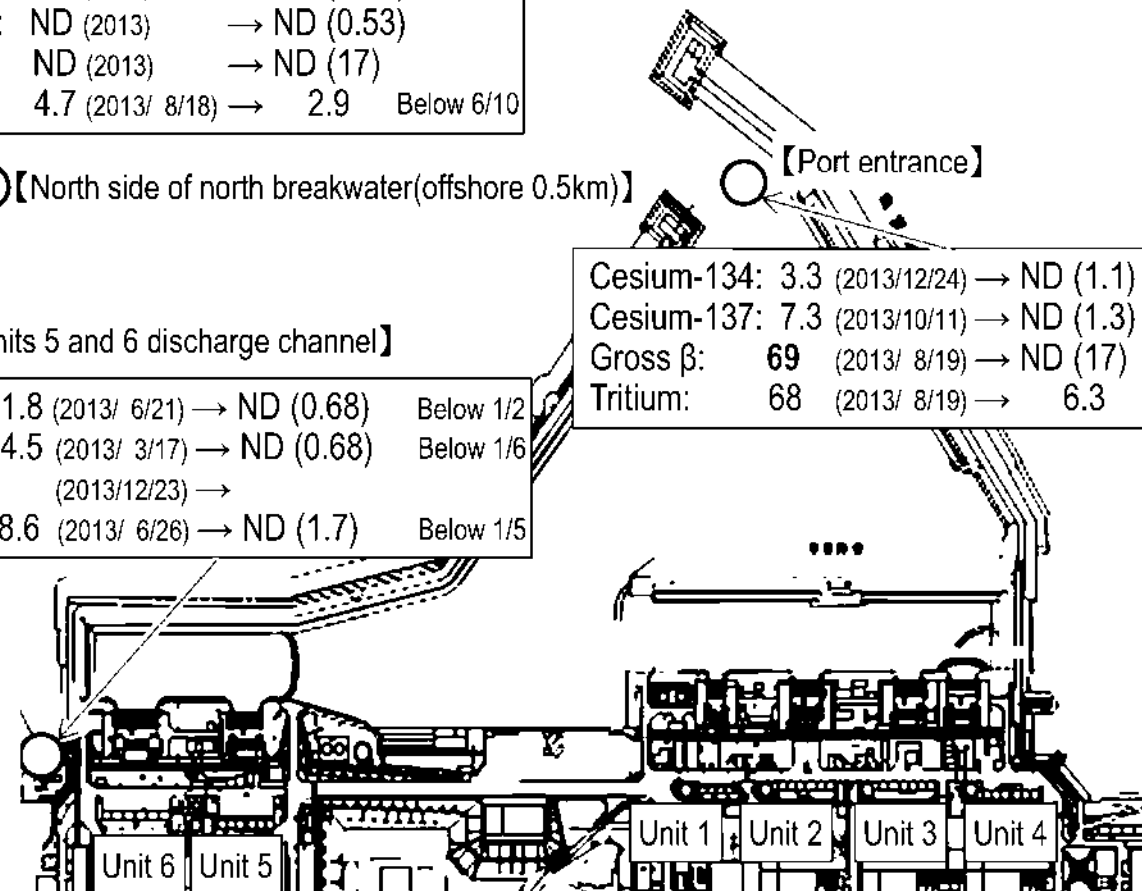 : ND (2013) → ND (0.53)
ND (2013) → ND (17)
4.7 (2013/ 8/18) → 2.9 Below 6/10
【Port entrance】
【North side of north breakwater(offshore 0.5km)】
Cesium-134: 3.3 (2013/12/24) → ND (1.1)
Cesium-137: 7.3 (2013/10/11) → ND (1.3)
Gross β: 69 (2013/ 8/19) → ND (17)
Tritium: 68 (2013/ 8/19) → 6.3
nits 5 and 6 discharge channel】
1.8 (2013/ 6/21) → ND (0.68) Below 1/2
4.5 (2013/ 3/17) → ND (0.68) Below 1/6
(2013/12/23) →
8.6 (2013/ 6/26) → ND (1.7) Below 1/5
Unit 1 Unit 2 Unit 3 Unit 4
Unit 6 Unit 5